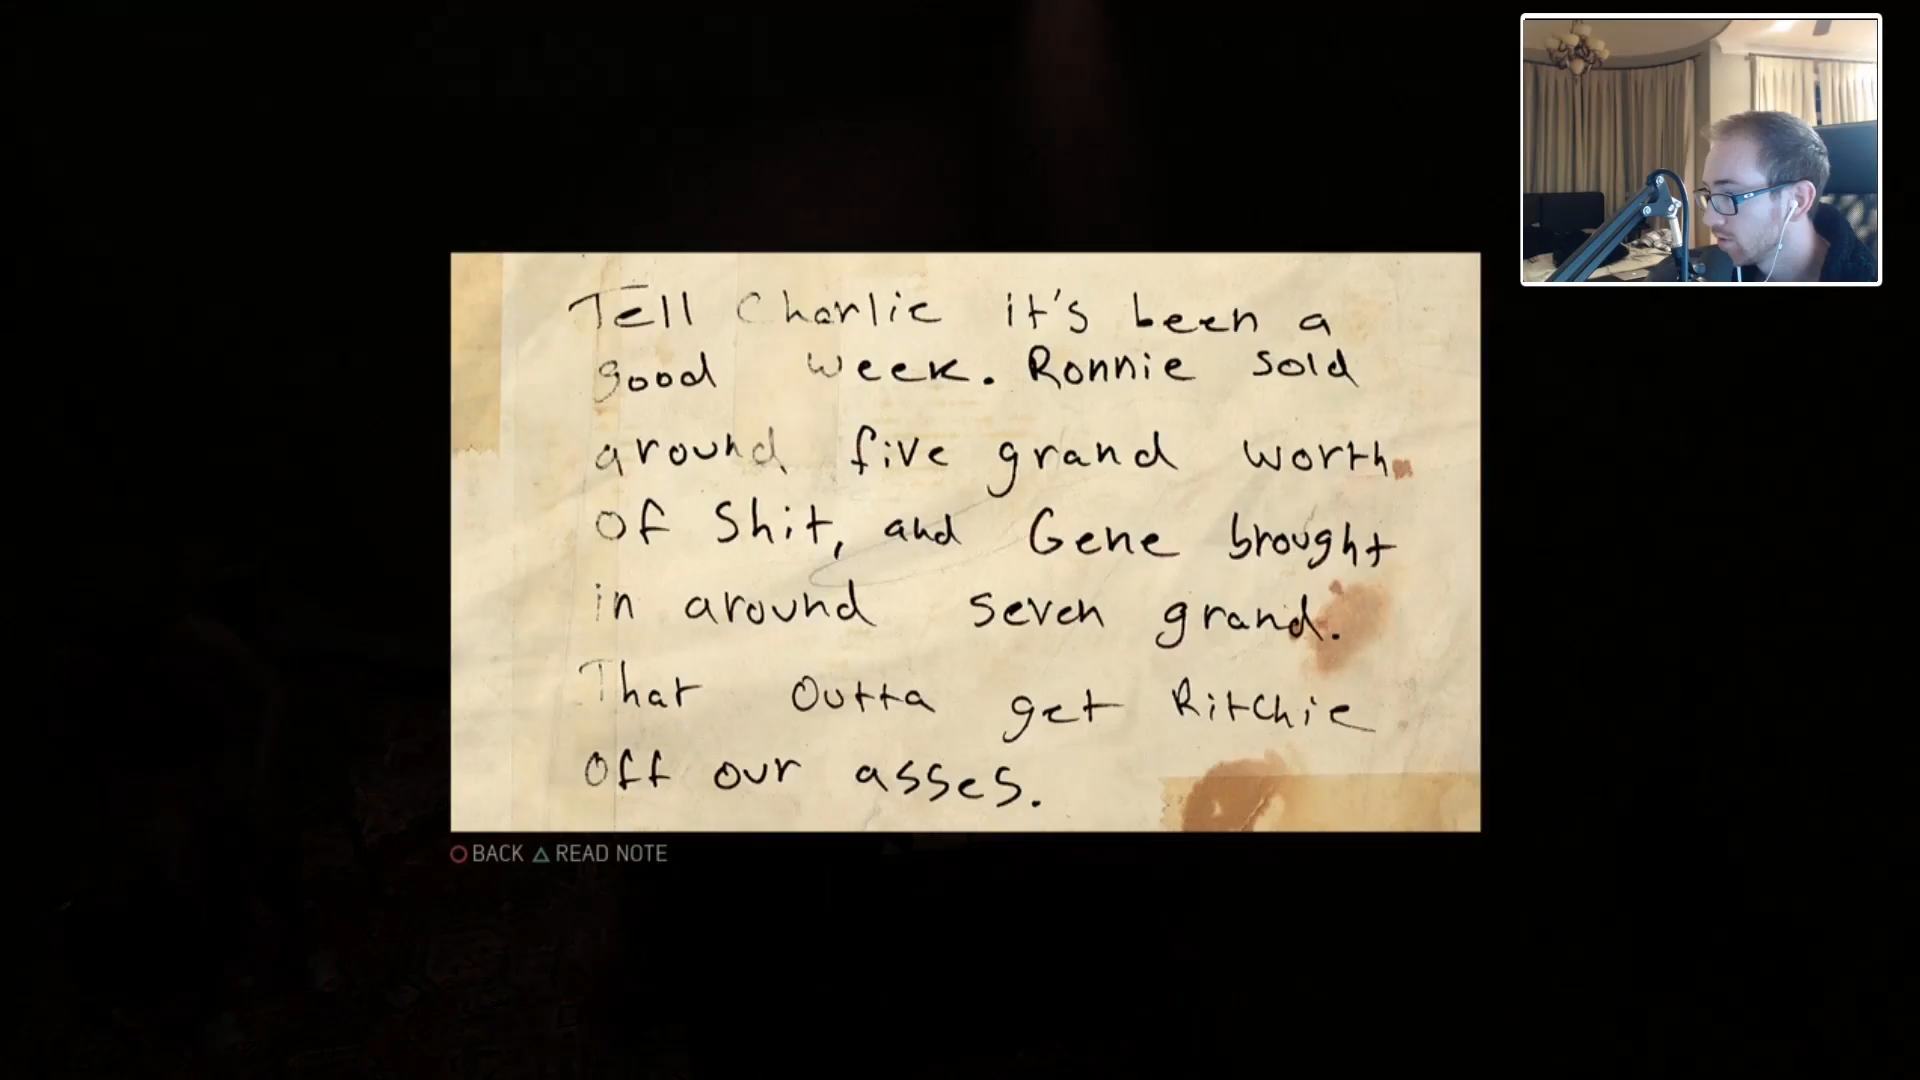 Tell Charlie it's been a
good week. Ronnie sold
around five grand worth
of Shit, and Gene brought
in around seven grand.
That outta get Ritchie
off our asses.
BACK READ NOTE